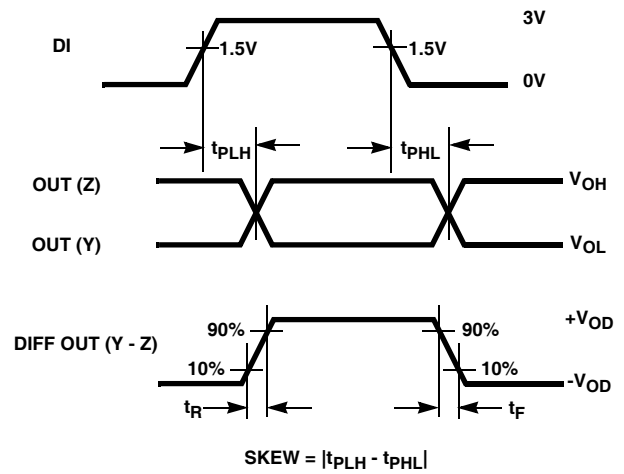 DI
1.5V
1.5V
3V
0V
tPLH
tPHL
OUT (Z)
VOH
OUT (Y)
VOL
DIFF OUT (Y - Z)
90%
90%
+VOD
10%
10%
-VOD
tR
tF
SKEW = |tPLH - tPHL|